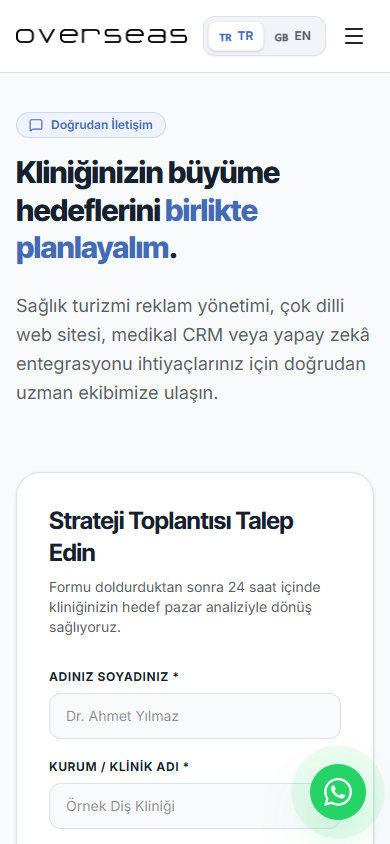 overseas
TR TR GB EN
Doğrudan İletişim
Kliniğinizin büyüme
hedeflerini birlikte
planlayalım.
Sağlık turizmi reklam yönetimi, çok dilli
web sitesi, medikal CRM veya yapay zekâ
entegrasyonu ihtiyaçlarınız için doğrudan
uzman ekibimize ulaşın.
Strateji Toplantısı Talep
Edin
Formu doldurduktan sonra 24 saat içinde
kliniğinizin hedef pazar analiziyle dönüş
sağlıyoruz.
ADINIZ SOYADINIZ *
Dr. Ahmet Yılmaz
KURUM / KLİNİK ADI *
Örnek Diş Kliniği